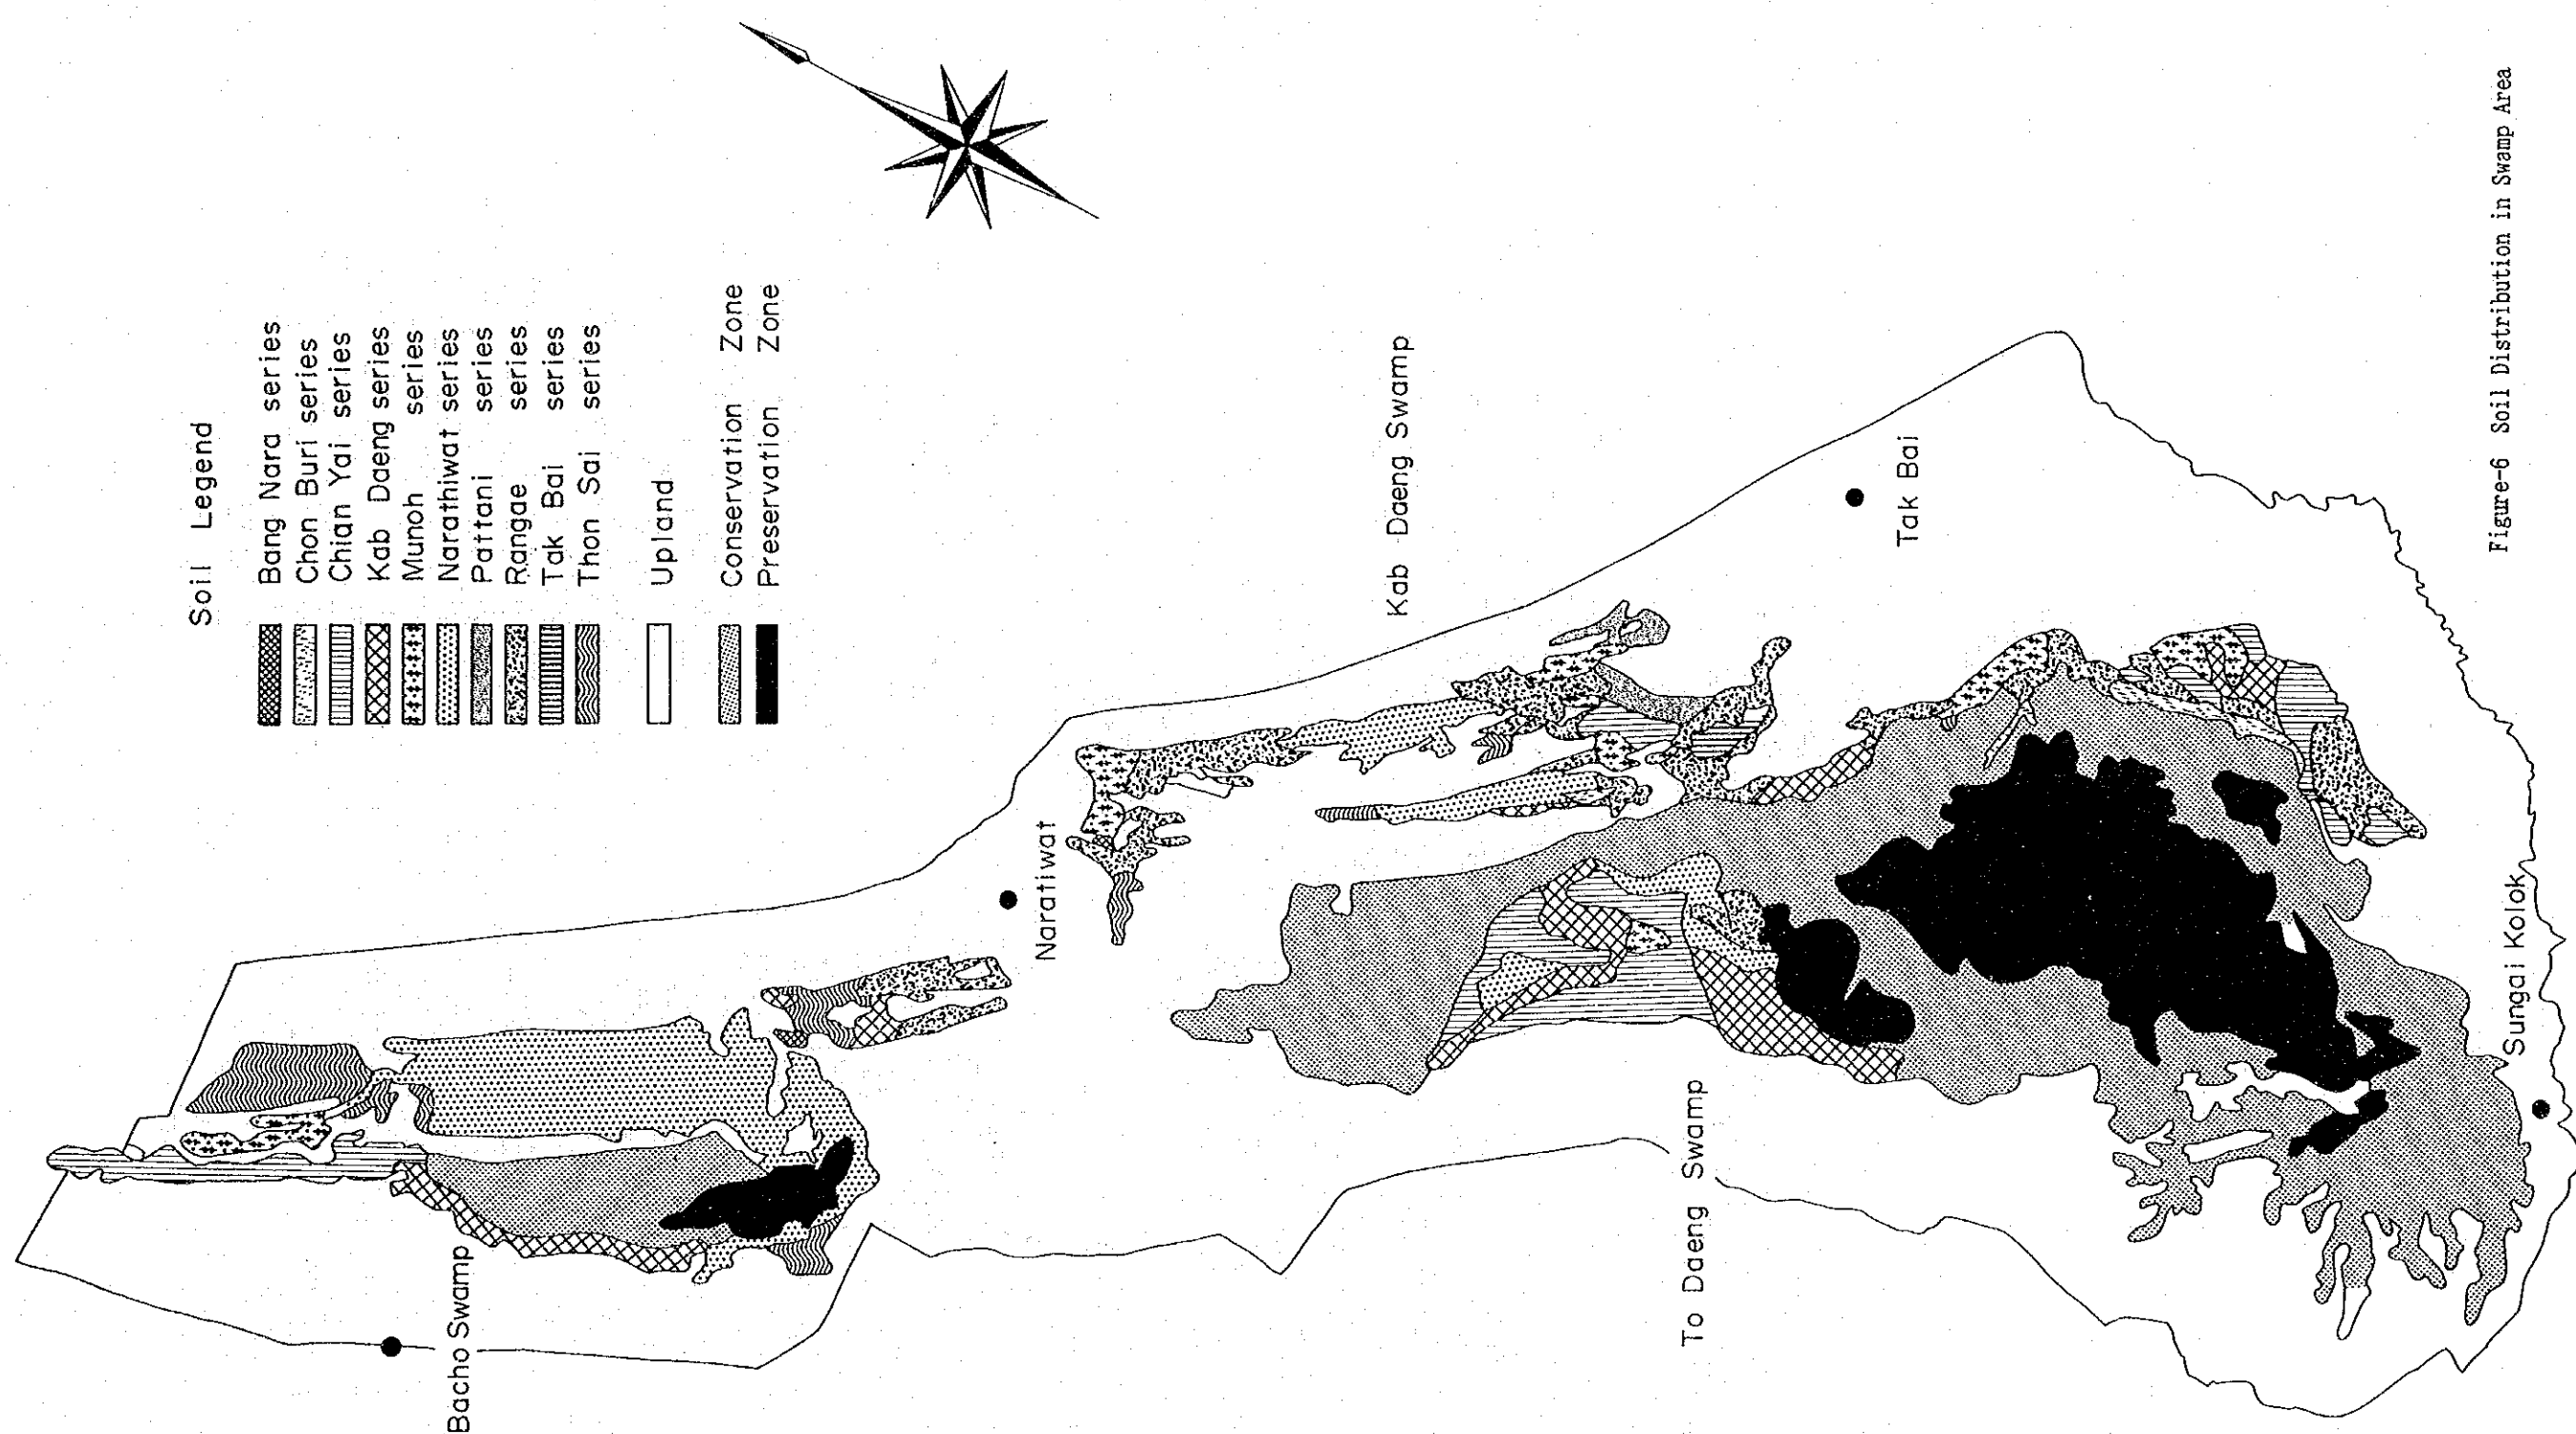 Soil Legend
Bang Nara series
Chon Buri series
Chian Yai series
Kab Daeng series
Munoh series
Narathiwat series
Pattani series
Rangae series
Tak Bai series
Thon Sai series
Upland
Conservation Zone
Preservation Zone
Bacho Swamp
Naratiwat
Kab Daeng Swamp
To Daeng Swamp
Tak Bai
Sungai Kolok
Figure-6 Soil Distribution in Swamp Area